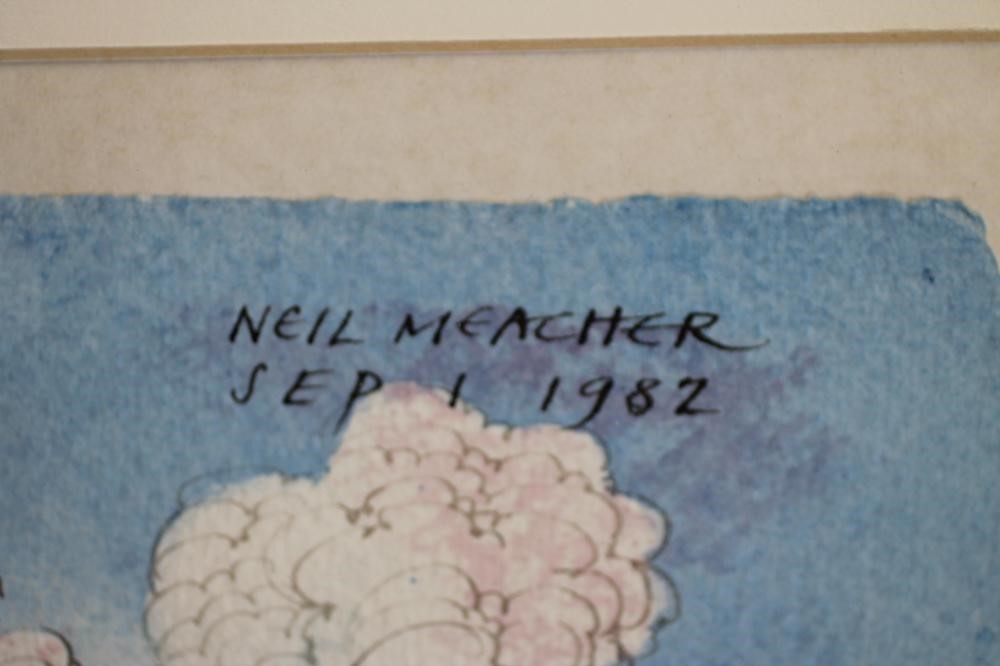 NEIL MEACHER
SEP 1 1982